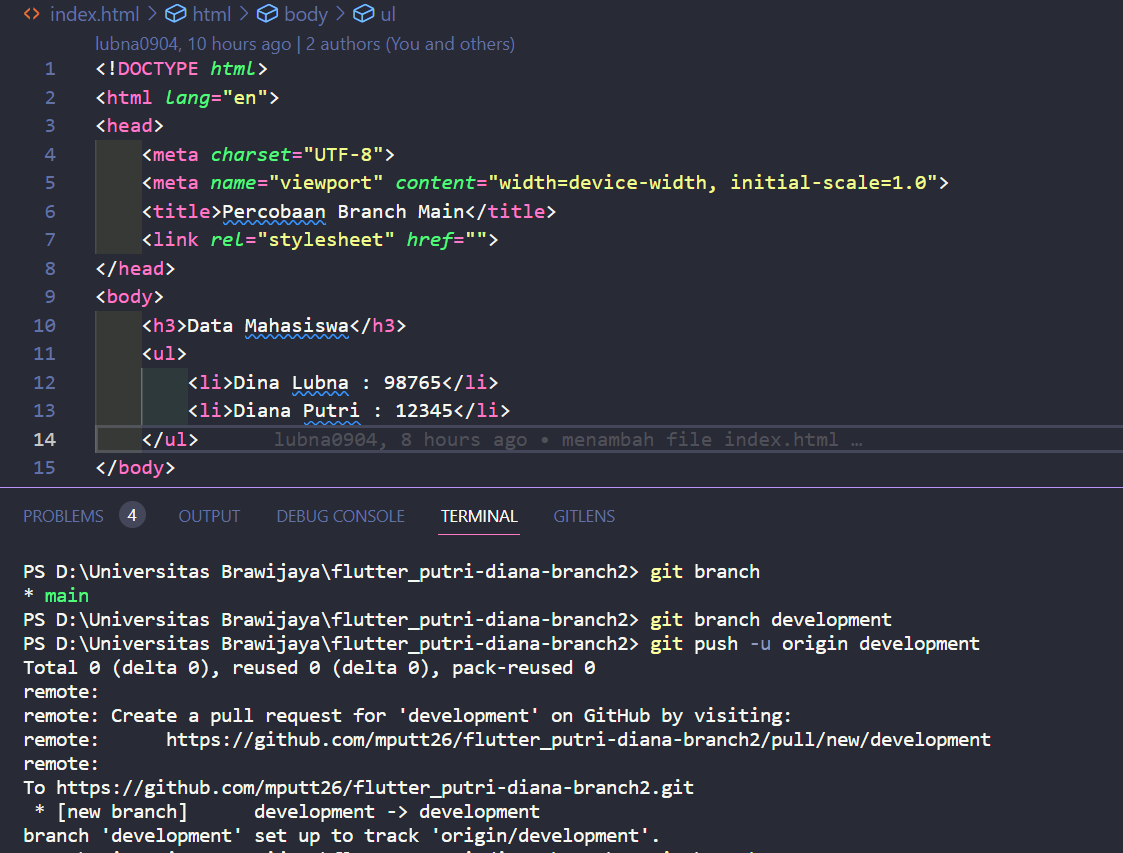 index.html > html > body > ul
lubna0904, 10 hours ago | 2 authors (You and others)
1 <!DOCTYPE html>
2 <html lang="en">
3 <head>
4 <meta charset="UTF-8">
5 <meta name="viewport" content="width=device-width, initial-scale=1.0">
6 <title>Percobaan Branch Main</title>
7 <link rel="stylesheet" href="">
8 </head>
9 <body>
10 <h3>Data Mahasiswa</h3>
11 <ul>
12 <li>Dina Lubna : 98765</li>
13 <li>Diana Putri : 12345</li>
14 </ul> lubna0904, 8 hours ago • menambah file index.html …
15 </body>
PROBLEMS 4 OUTPUT DEBUG CONSOLE TERMINAL GITLENS
PS D:\Universitas Brawijaya\flutter_putri-diana-branch2> git branch
* main
PS D:\Universitas Brawijaya\flutter_putri-diana-branch2> git branch development
PS D:\Universitas Brawijaya\flutter_putri-diana-branch2> git push -u origin development
Total 0 (delta 0), reused 0 (delta 0), pack-reused 0
remote:
remote: Create a pull request for 'development' on GitHub by visiting:
remote: https://github.com/mputt26/flutter_putri-diana-branch2/pull/new/development
remote:
To https://github.com/mputt26/flutter_putri-diana-branch2.git
* [new branch] development -> development
branch 'development' set up to track 'origin/development'.